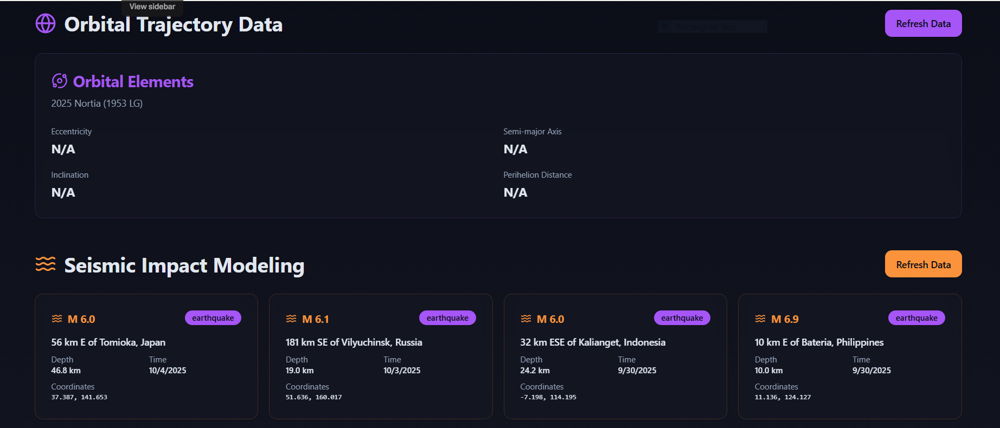 View sidebar
Orbital Trajectory Data
Rectangular Snip
Refresh Data
Orbital Elements
2025 Nortia (1953 LG)
Eccentricity
Semi-major Axis
N/A
N/A
Inclination
Perihelion Distance
N/A
N/A
Seismic Impact Modeling
Refresh Data
M 6.0
earthquake
56 km E of Tomioka, Japan
Depth
Time
46.8 km
10/4/2025
Coordinates
37.387, 141.653
M 6.1
earthquake
181 km SE of Vilyuchinsk, Russia
Depth
Time
19.0 km
10/3/2025
Coordinates
51.636, 160.017
M 6.0
earthquake
32 km ESE of Kalianget, Indonesia
Depth
Time
24.2 km
9/30/2025
Coordinates
-7.198, 114.195
M 6.9
earthquake
10 km E of Bateria, Philippines
Depth
Time
10.0 km
9/30/2025
Coordinates
11.136, 124.127